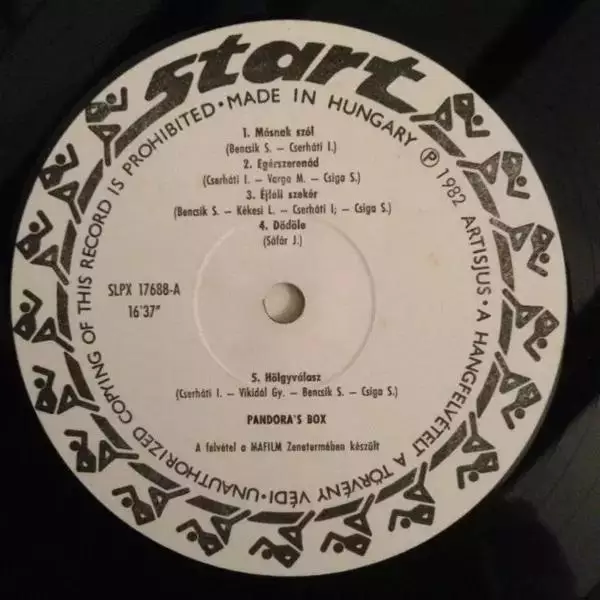 start
UNAUTHORIZED COPYING OF THIS RECORD IS PROHIBITED · MADE IN HUNGARY Ⓟ 1982 ARTISJUS · A HANGFELVÉTELT A TÖRVÉNY VÉDI ·
1. Másnak szól
(Bencsik S. – Cserháti I.)
2. Egérszerenád
(Cserháti I. – Varga M. – Csiga S.)
3. Éjféli szekér
(Bencsik S. – Kékesi L. – Cserháti I; – Csiga S.)
4. Dödöle
(Sáfár J.)
SLPX 17688-A
16'37"
5. Hölgyválasz
(Cserháti I. – Vikidál Gy. – Bencsik S. – Csiga S.)
PANDORA'S BOX
A felvétel a MAFILM Zenetermében készült